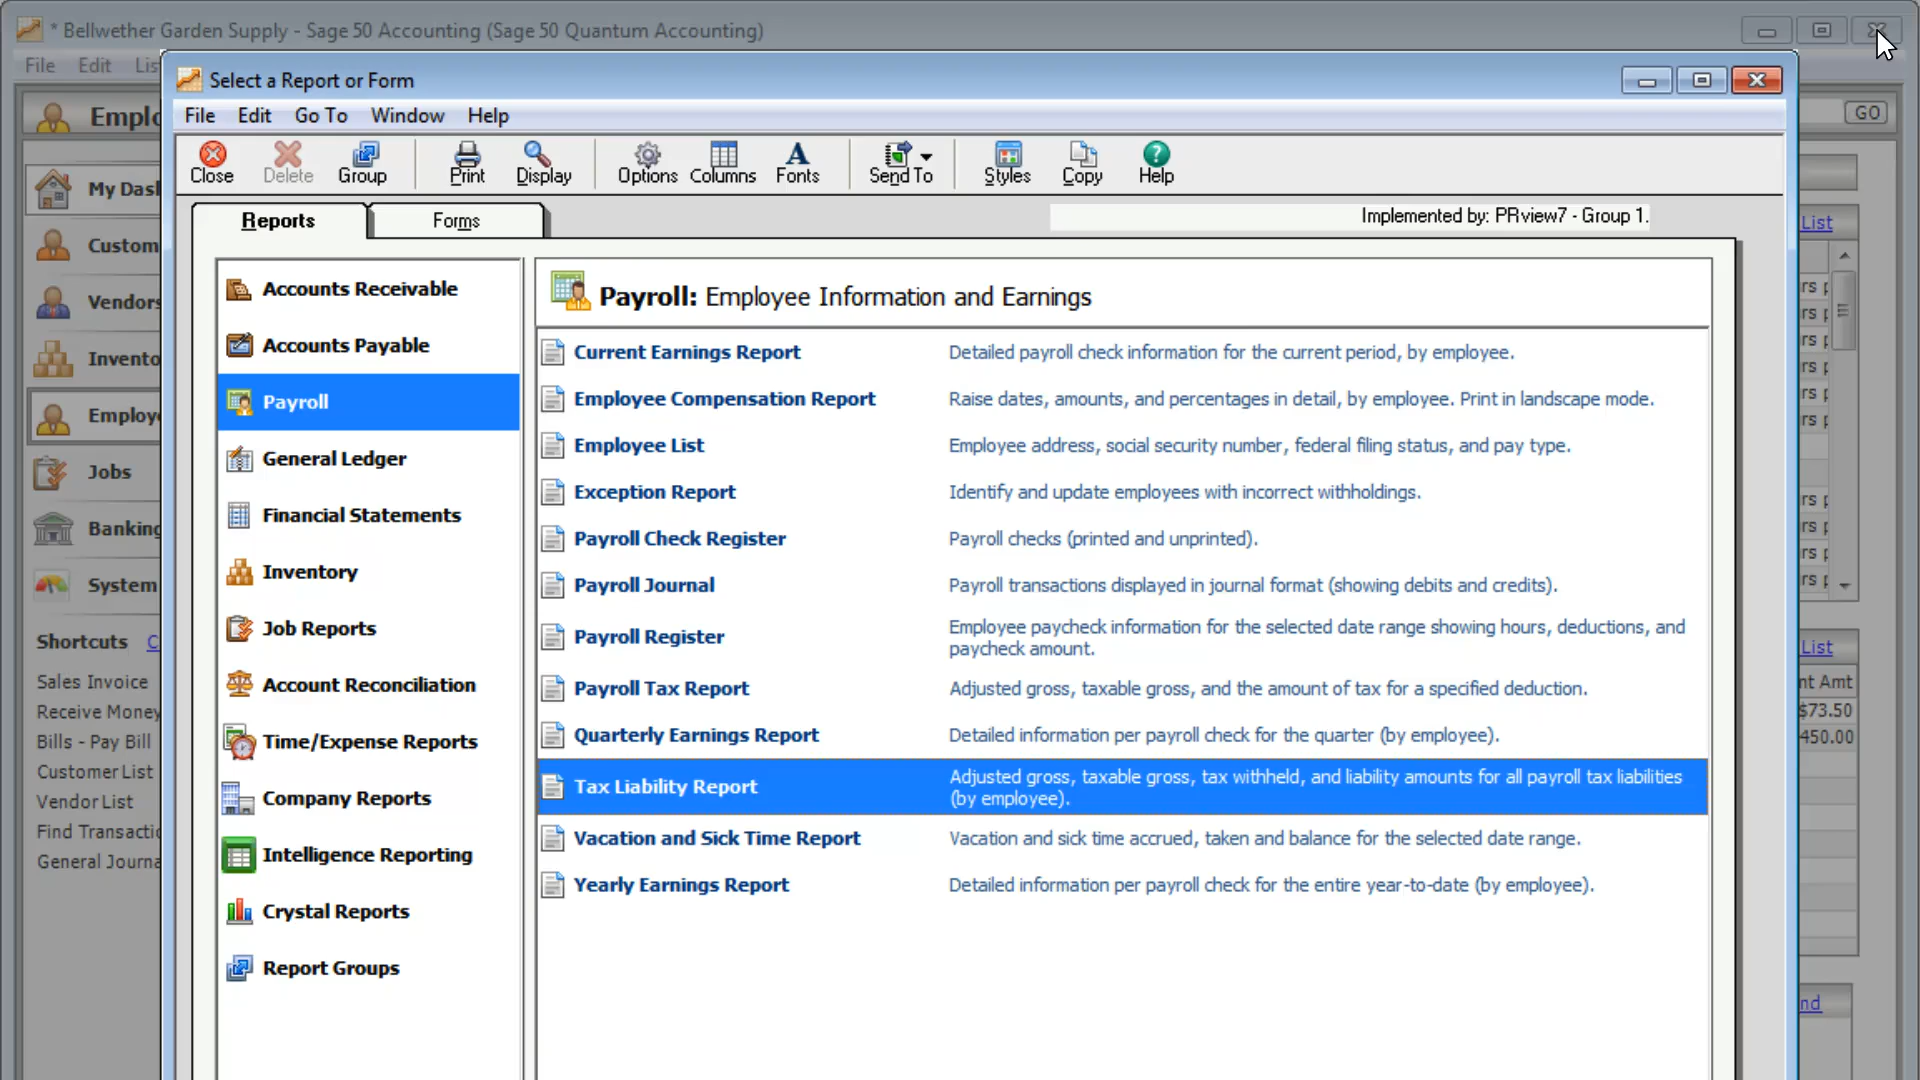 * Bellwether Garden Supply - Sage 50 Accounting (Sage 50 Quantum Accounting)
File Edit
Select a Report or Form
File Edit Go To Window Help
GO
Close Delete Group Print Display Options Columns Fonts Send To Styles Copy Help
Reports Forms
Implemented by: PRview7 - Group 1.
List
My
Vendors
Jobs
Banking
System
Shortcuts
Sales Invoice
Receive Money
Bills - Pay Bill
Customer List
Vendor List
Find
General
Accounts Receivable
Accounts Payable
Payroll
General Ledger
Financial Statements
Inventory
Job Reports
Account Reconciliation
Time/Expense Reports
Company Reports
Intelligence Reporting
Crystal Reports
Report Groups
Payroll: Employee Information and Earnings
Current Earnings Report Detailed payroll check information for the current period, by employee.
Employee Compensation Report Raise dates, amounts, and percentages in detail, by employee. Print in landscape mode.
Employee List Employee address, social security number, federal filing status, and pay type.
Exception Report Identify and update employees with incorrect withholdings.
Payroll Check Register Payroll checks (printed and unprinted).
Payroll Journal Payroll transactions displayed in journal format (showing debits and credits).
Payroll Register Employee paycheck information for the selected date range showing hours, deductions, and
paycheck amount.
Payroll Tax Report Adjusted gross, taxable gross, and the amount of tax for a specified deduction.
Quarterly Earnings Report Detailed information per payroll check for the quarter (by employee).
Tax Liability Report Adjusted gross, taxable gross, tax withheld, and liability amounts for all payroll tax liabilities
(by employee).
Vacation and Sick Time Report Vacation and sick time accrued, taken and balance for the selected date range.
Yearly Earnings Report Detailed information per payroll check for the entire year-to-date (by employee).
List
Amt
$73.50
450.00